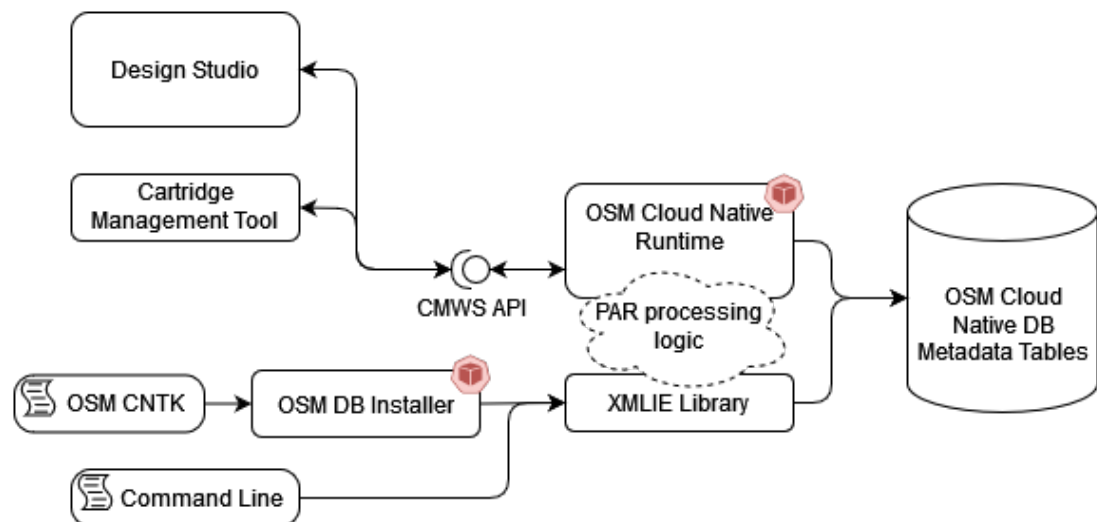 Design Studio
Cartridge
Management Tool
CMWS API
OSM Cloud Native
Runtime
PAR processing
logic
OSM Cloud
Native DB
Metadata Tables
OSM CNTK
OSM DB Installer
XMLIE Library
Command Line